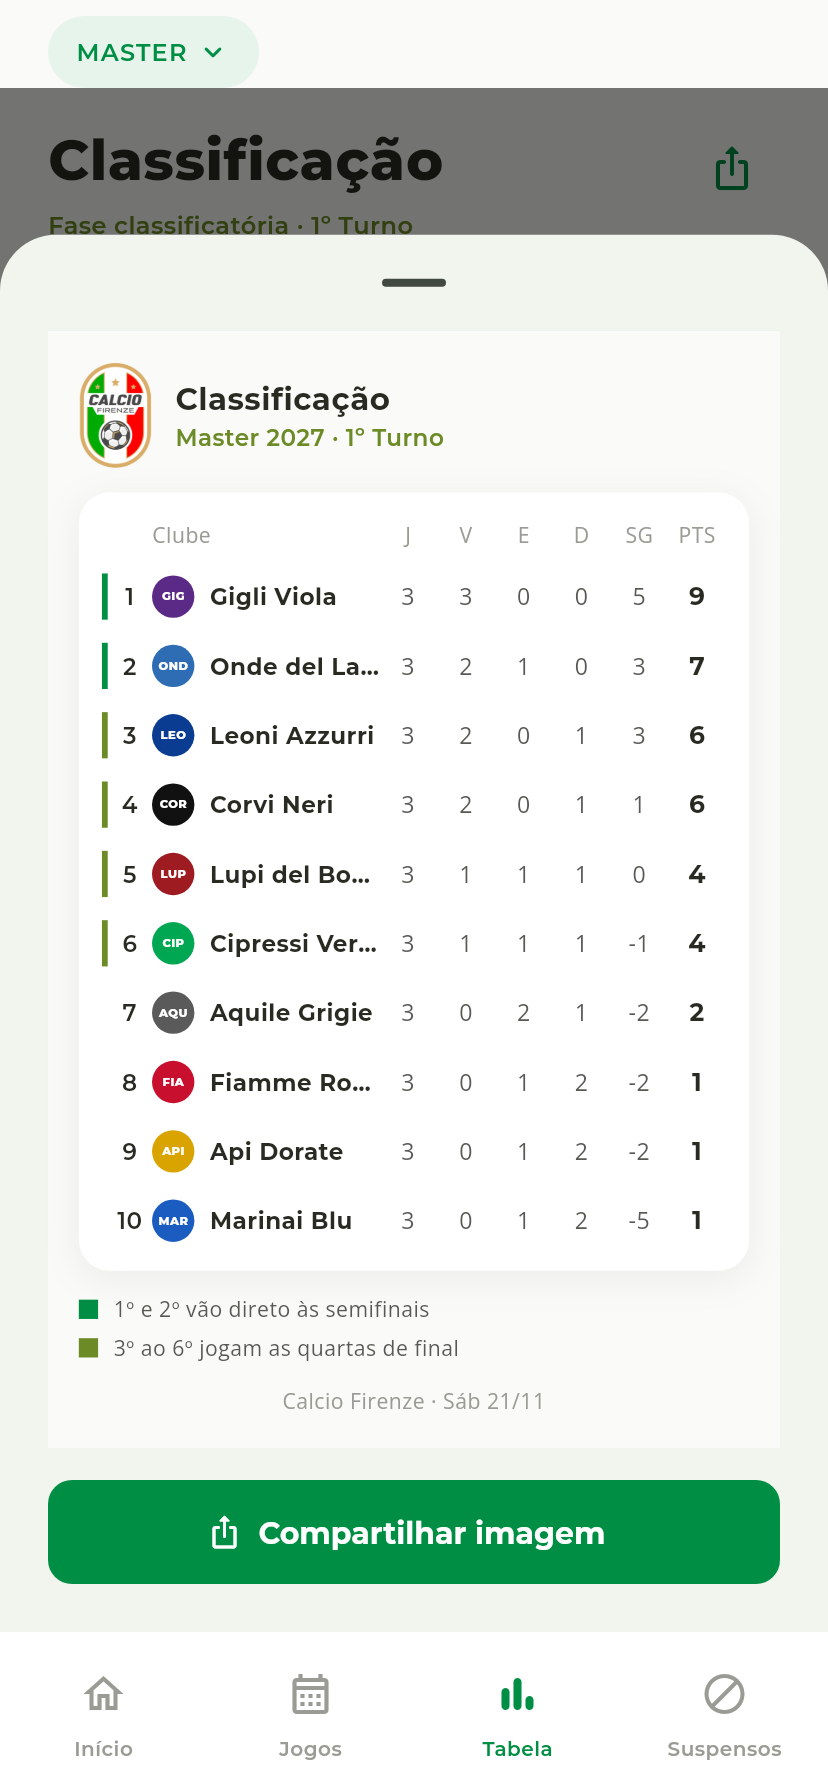 MASTER
Classificação
Fase classificatória · 1º Turno
CALCIO
FIRENZE
Classificação
Master 2027 · 1º Turno
Clube J V E D SG PTS
1 GIG Gigli Viola 3 3 0 0 5 9
2 OND Onde del La... 3 2 1 0 3 7
3 LEO Leoni Azzurri 3 2 0 1 3 6
4 COR Corvi Neri 3 2 0 1 1 6
5 LUP Lupi del Bo... 3 1 1 1 0 4
6 CIP Cipressi Ver... 3 1 1 1 -1 4
7 AQU Aquile Grigie 3 0 2 1 -2 2
8 FIA Fiamme Ro... 3 0 1 2 -2 1
9 API Api Dorate 3 0 1 2 -2 1
10 MAR Marinai Blu 3 0 1 2 -5 1
1º e 2º vão direto às semifinais
3º ao 6º jogam as quartas de final
Calcio Firenze · Sáb 21/11
Compartilhar imagem
Início Jogos Tabela Suspensos